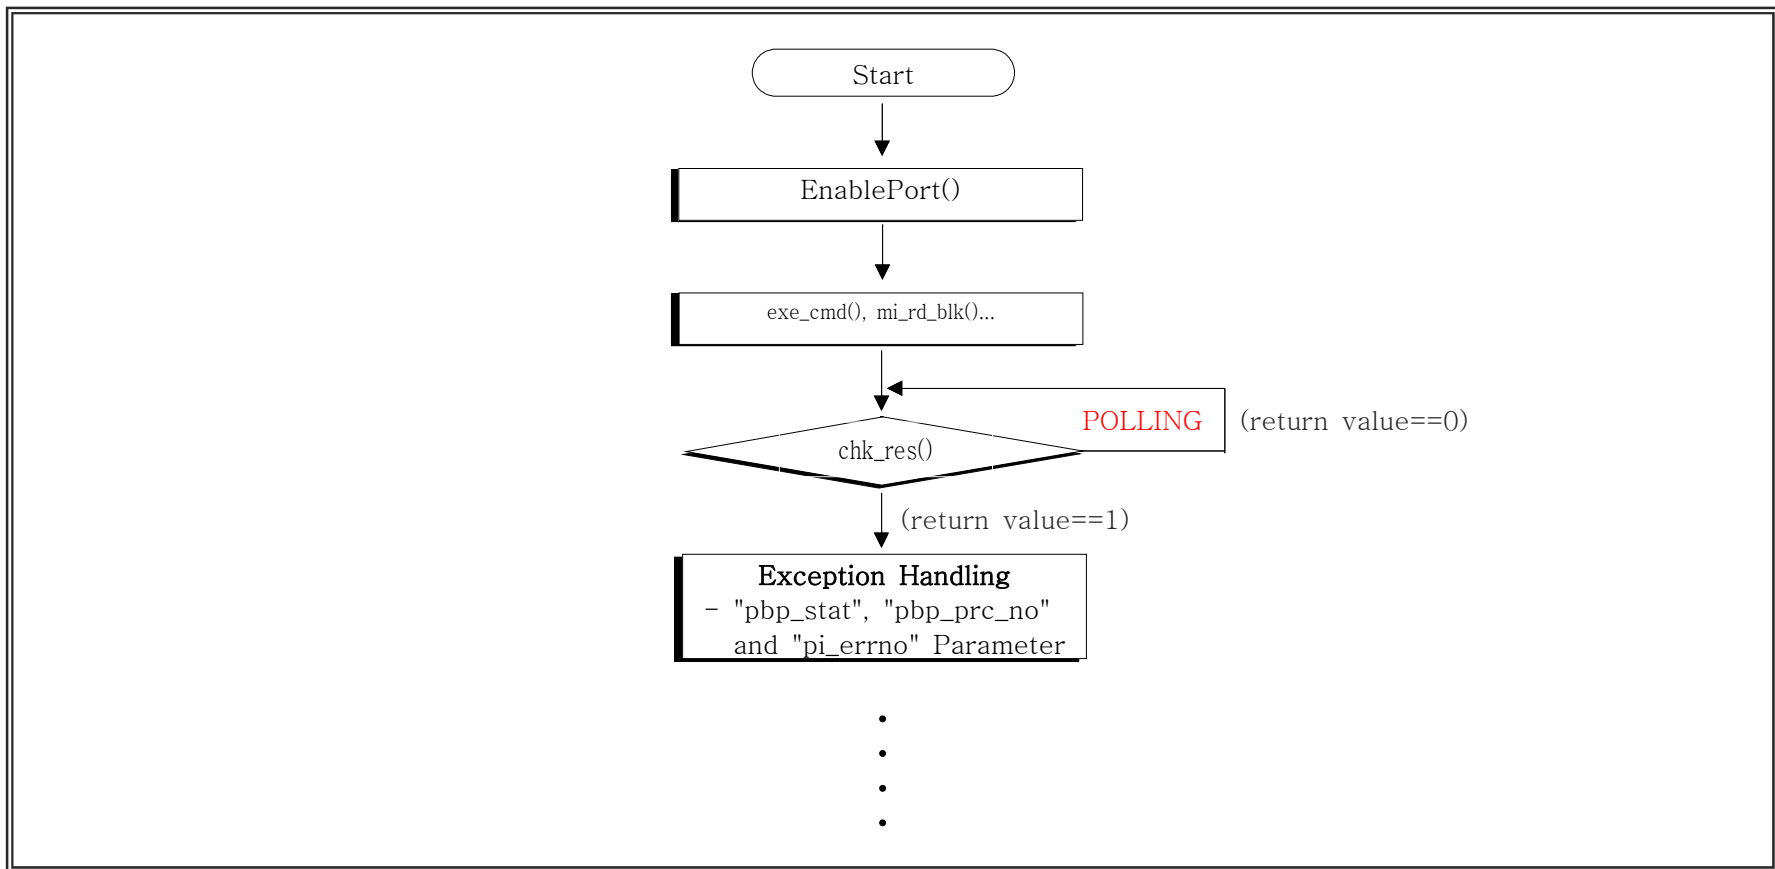 Start
EnablePort()
exe_cmd(), mi_rd_blk()...
POLLING
(return value==0)
chk_res()
(return value==1)
Exception Handling
- "pbp_stat", "pbp_prc_no"
and "pi_errno" Parameter